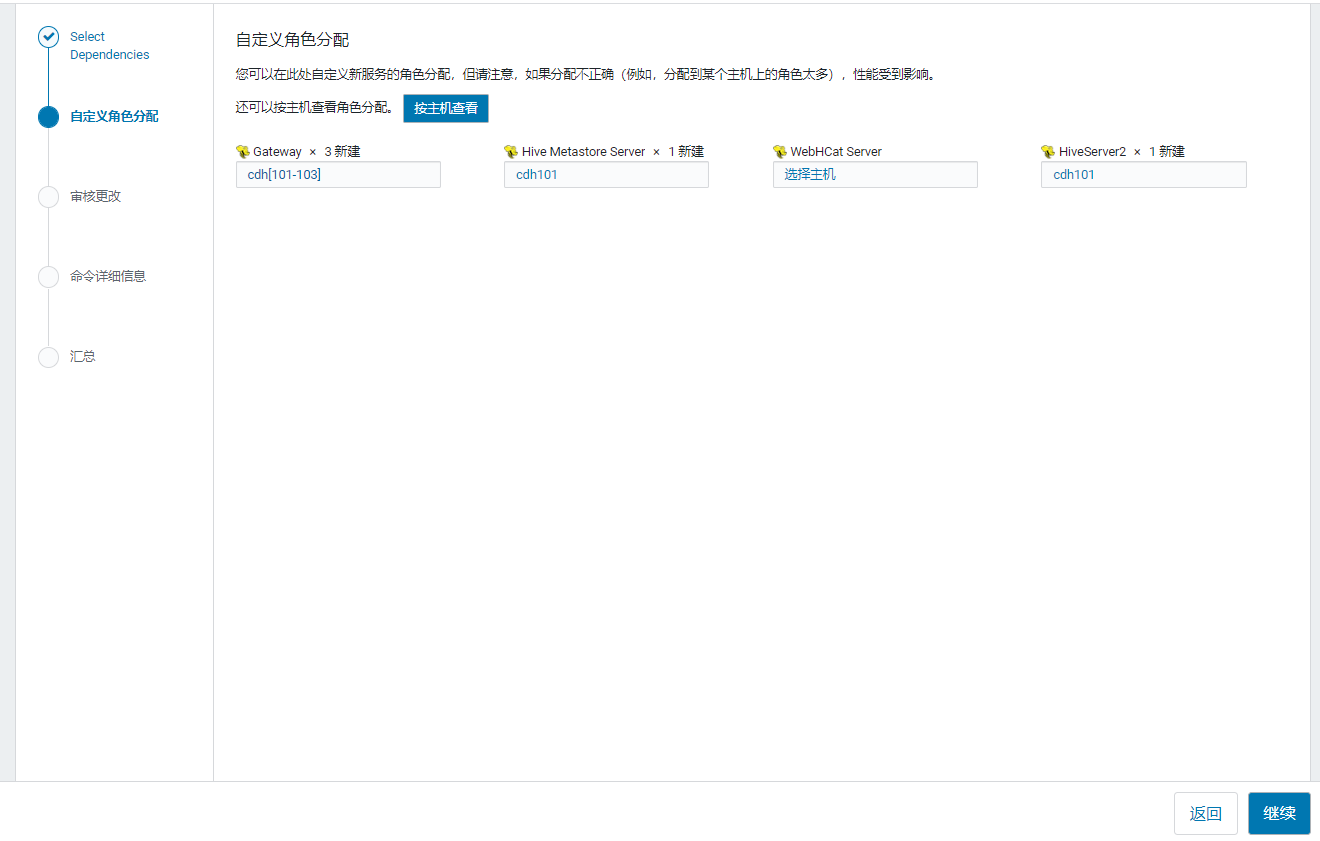 Select
Dependencies
自定义角色分配
审核更改
命令详细信息
汇总
自定义角色分配
您可以在此处自定义新服务的角色分配，但请注意，如果分配不正确（例如，分配到某个主机上的角色太多），性能受到影响。
还可以按主机查看角色分配。 按主机查看
Gateway × 3 新建
cdh[101-103]
Hive Metastore Server × 1 新建
cdh101
WebHCat Server
选择主机
HiveServer2 × 1 新建
cdh101
返回
继续